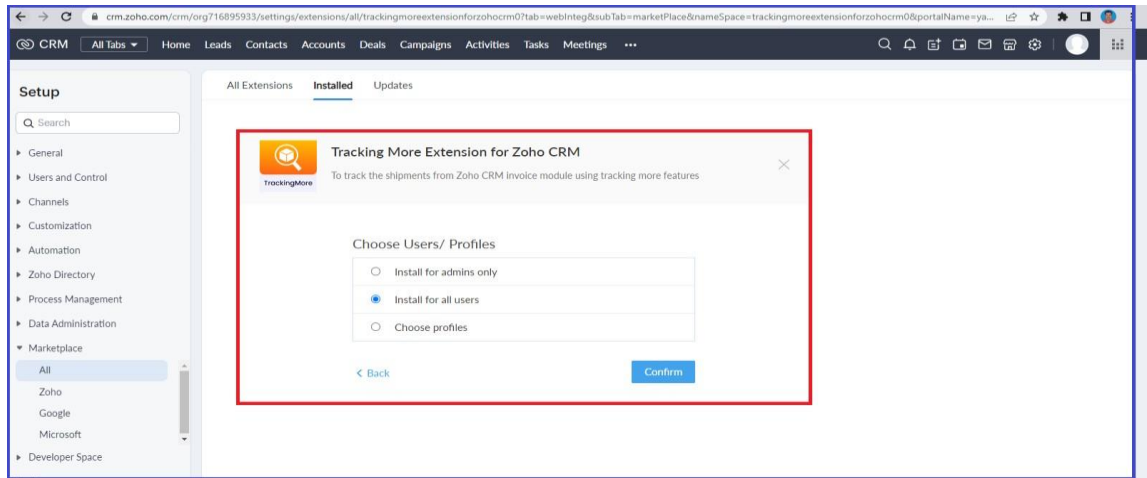 crm.zoho.com/crm/org716895933/settings/extensions/all/trackingmoreextensionforzohocrm0?tab=webInteg&subTab=marketPlace&nameSpace=trackingmoreextensionforzohocrm0&portalName=ya...
CRM All Tabs Home Leads Contacts Accounts Deals Campaigns Activities Tasks Meetings •••
Setup
All Extensions Installed Updates
Search
General
Users and Control
Channels
Customization
Automation
Zoho Directory
Process Management
Data Administration
Marketplace
All
Zoho
Google
Microsoft
Developer Space
Tracking More Extension for Zoho CRM
To track the shipments from Zoho CRM invoice module using tracking more features
TrackingMore
Choose Users/ Profiles
Install for admins only
Install for all users
Choose profiles
< Back
Confirm